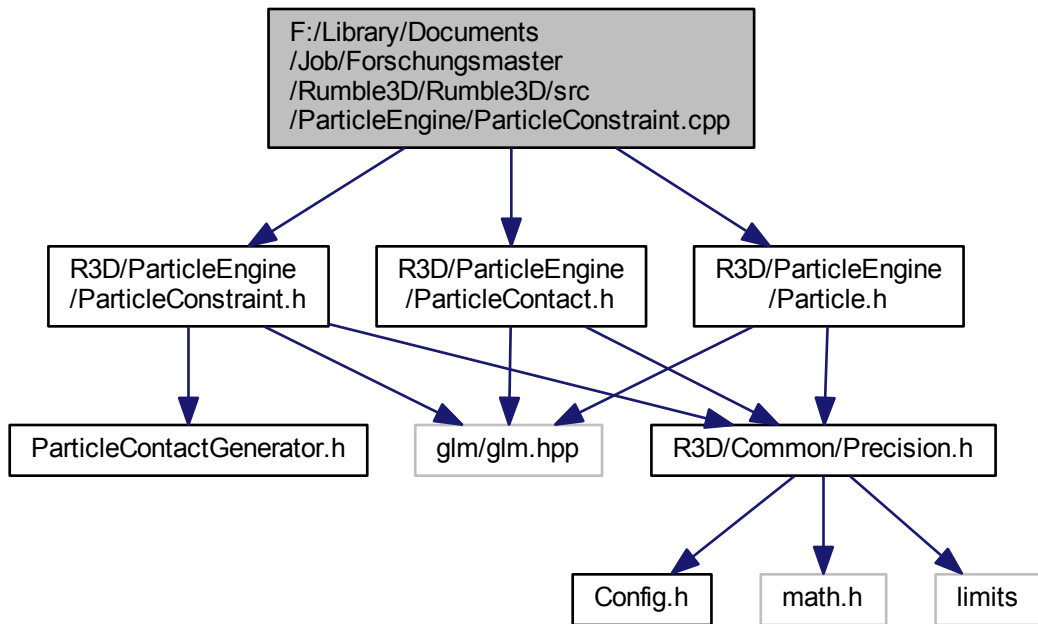 F:/Library/Documents
/Job/Forschungsmaster
/Rumble3D/Rumble3D/src
/ParticleEngine/ParticleConstraint.cpp
R3D/ParticleEngine
/ParticleConstraint.h
R3D/ParticleEngine
/ParticleContact.h
R3D/ParticleEngine
/Particle.h
ParticleContactGenerator.h
glm/glm.hpp
R3D/Common/Precision.h
Config.h
math.h
limits